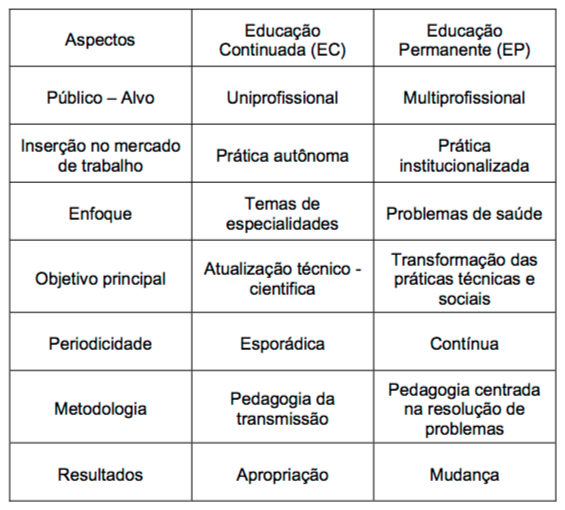 Aspectos
Educação
Continuada (EC)
Educação
Permanente (EP)
Público – Alvo
Uniprofissional
Multiprofissional
Inserção no mercado
de trabalho
Prática autônoma
Prática
institucionalizada
Enfoque
Temas de
especialidades
Problemas de saúde
Objetivo principal
Atualização técnico -
cientifica
Transformação das
práticas técnicas e
sociais
Periodicidade
Esporádica
Contínua
Metodologia
Pedagogia da
transmissão
Pedagogia centrada
na resolução de
problemas
Resultados
Apropriação
Mudança